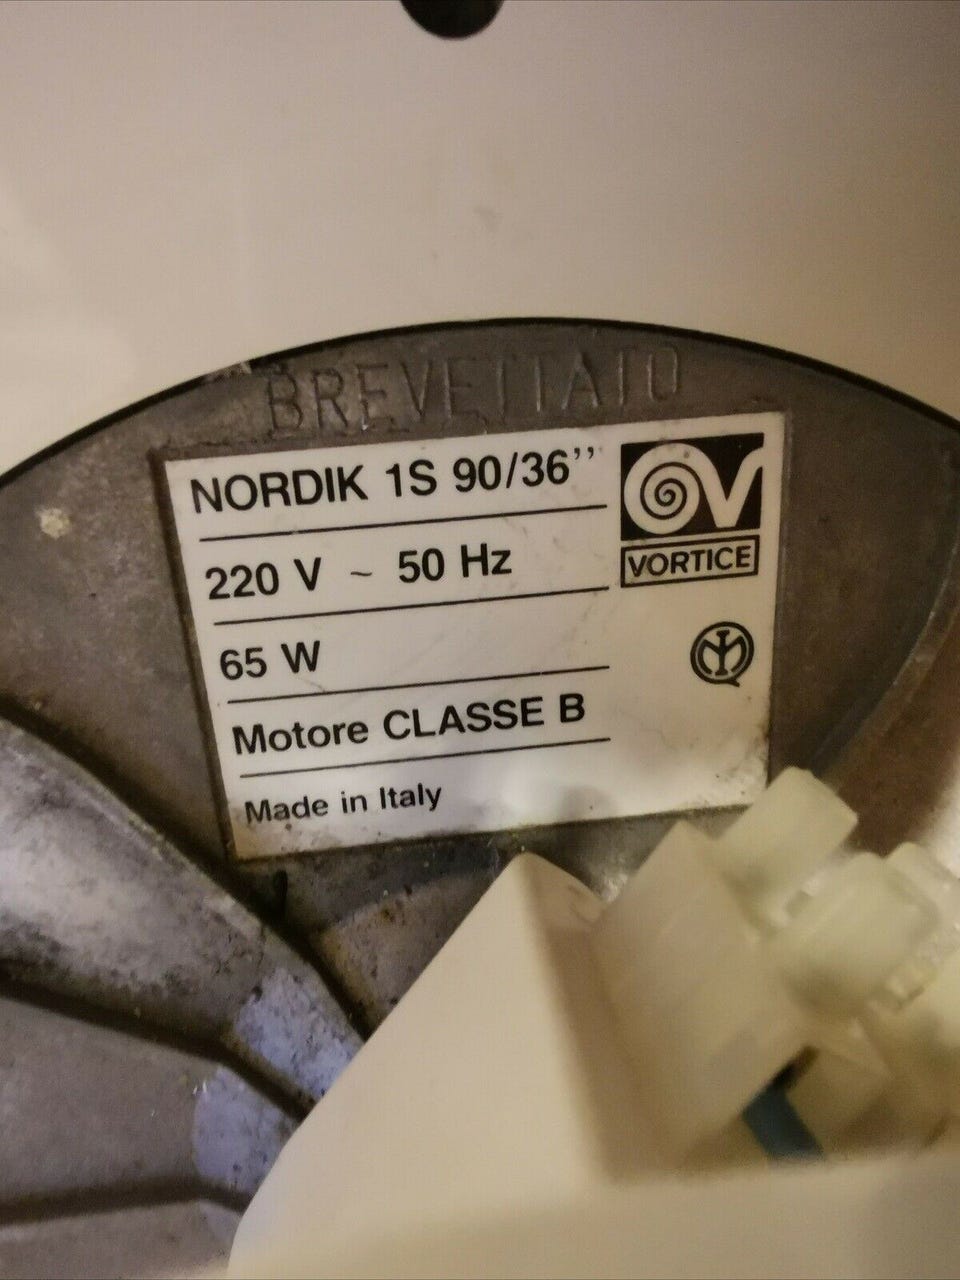 BREVETTATO
NORDIK 1S 90/36’’
220 V ~ 50 Hz
65 W
Motore CLASSE B
Made in Italy
VORTICE